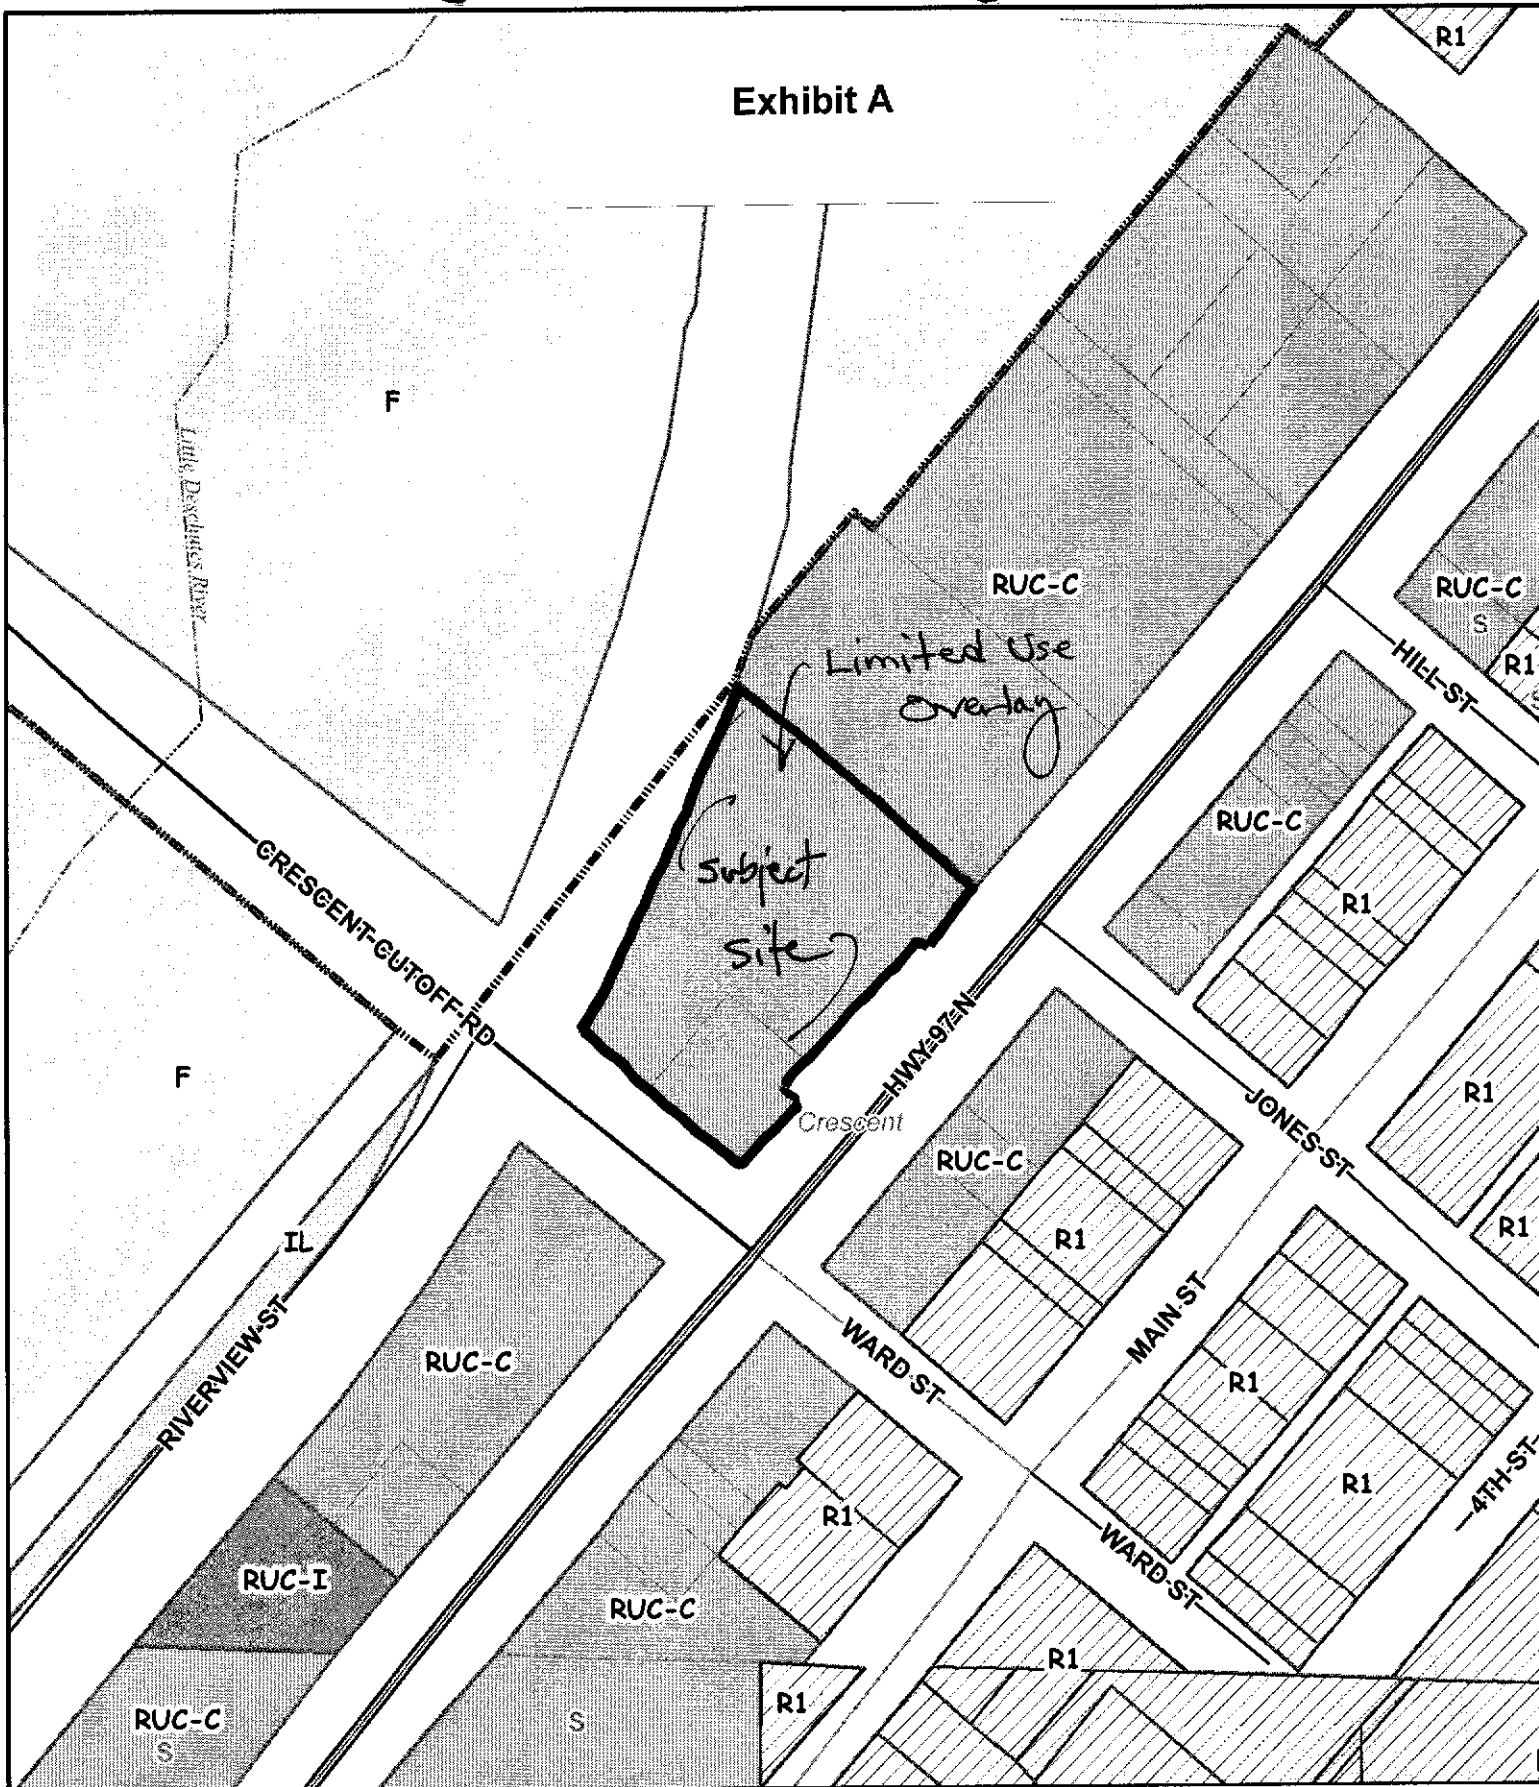 R1
Exhibit A
F
Little Deschutes River
RUC-C
RUC-C
S
R1
Limited Use
overlay
HILL ST
RUC-C
CRESCENT CUTOFF RD
subject
site
R1
F
HWY 97 N
JONES ST
R1
Crescent
RUC-C
R1
R1
IL
RIVERVIEW ST
MAIN ST
WARD ST
RUC-C
R1
R1
4TH ST
R1
WARD ST
RUC-I
RUC-C
R1
R1
RUC-C
S
S